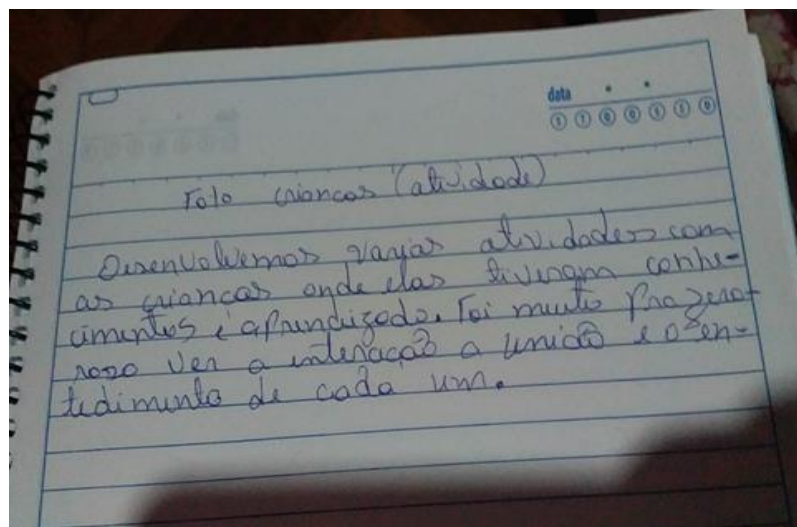 data
S T Q Q S S D
Foto crianças (atividade)
Desenvolvemos varias atividades com
as crianças onde elas tiveram conhe-
cimentos e aprendizado. Foi muito prazero-
roso ver a interação a união e o en-
tedimento de cada um.